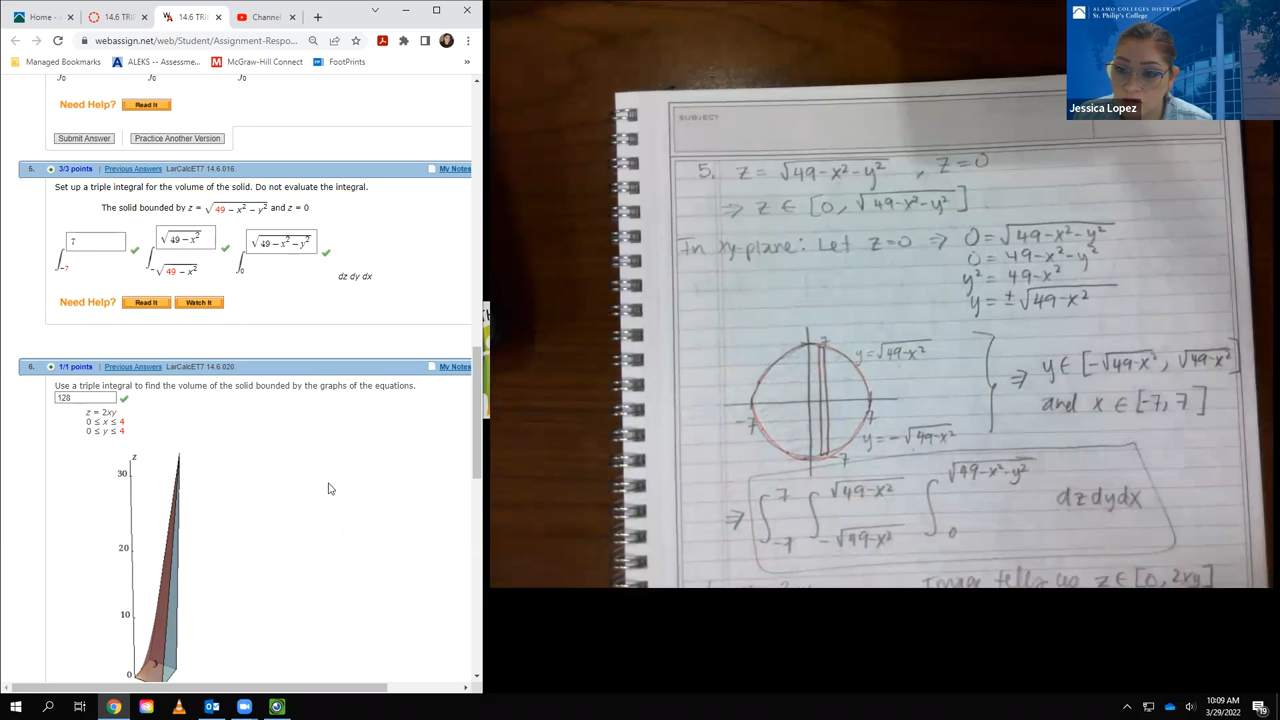 Home -
14.6 TRI
14.6 TRI
Channel
webassign.net/web/Student/Assignment-Respo...
Managed Bookmarks
ALEKS -- Assessme...
McGraw-Hill Connect
FootPrints
»
Need Help? Read It
Submit Answer Practice Another Version
5. 3/3 points Previous Answers LarCalcET7 14.6.016. My Notes
Set up a triple integral for the volume of the solid. Do not evaluate the integral.
The solid bounded by z = √49 − x² − y² and z = 0
7
√49 − x²
√49−x²−y²
∫−7 ∫−√49 − x² ∫0
dz dy dx
Need Help? Read It Watch It
6. 1/1 points Previous Answers LarCalcET7 14.6.020. My Notes
Use a triple integral to find the volume of the solid bounded by the graphs of the equations.
128
z = 2xy
0 ≤ x ≤ 4
0 ≤ y ≤ 4
z
30
20
10
0
SUBJECT
5. z = √49-x²-y² , z=0
⇒ z ∈ [0, √49-x²-y²]
In xy-plane: Let z=0 ⇒ 0 = √49-x²-y²
0 = 49-x²-y²
y² = 49-x²
y = ±√49-x²
7
y=√49-x²
-7
7
y=-√49-x²
-7
⇒ y ∈ [-√49-x², √49-x²]
and x ∈ [-7, 7]
⇒ ∫-7^7 ∫-√49-x²^√49-x² ∫0^√49-x²-y² dzdydx
Image tells us z ∈ [0, 2xy]
ALAMO COLLEGES DISTRICT
St. Philip's College
Jessica Lopez
10:09 AM
3/29/2022
19